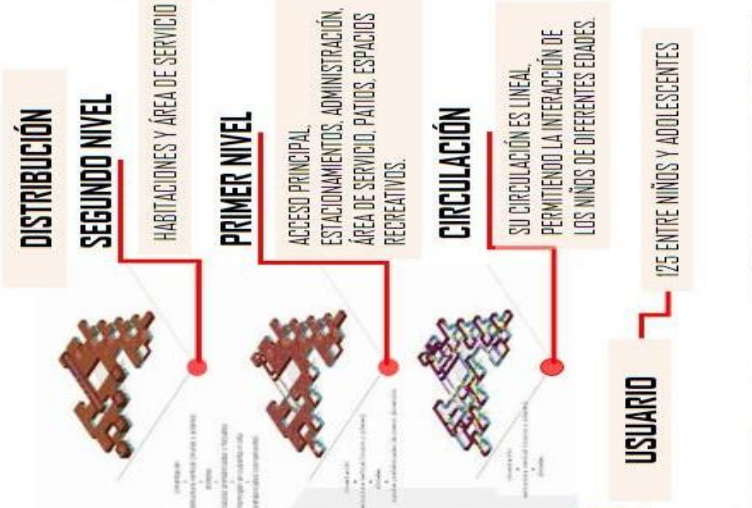 DISTRIBUCIÓN
SEGUNDO NIVEL
HABITACIONES Y ÁREA DE SERVICIO
PRIMER NIVEL
ACCESO PRINCIPAL,
ESTACIONAMIENTOS, ADMINISTRACIÓN,
ÁREA DE SERVICIO, PATIOS, ESPACIOS
RECREATIVOS.
CIRCULACIÓN
SU CIRCULACIÓN ES LINEAL,
PERMITIENDO LA INTERACCIÓN DE
LOS NIÑOS DE DIFERENTES EDADES.
USUARIO
125 ENTRE NIÑOS Y ADOLESCENTES